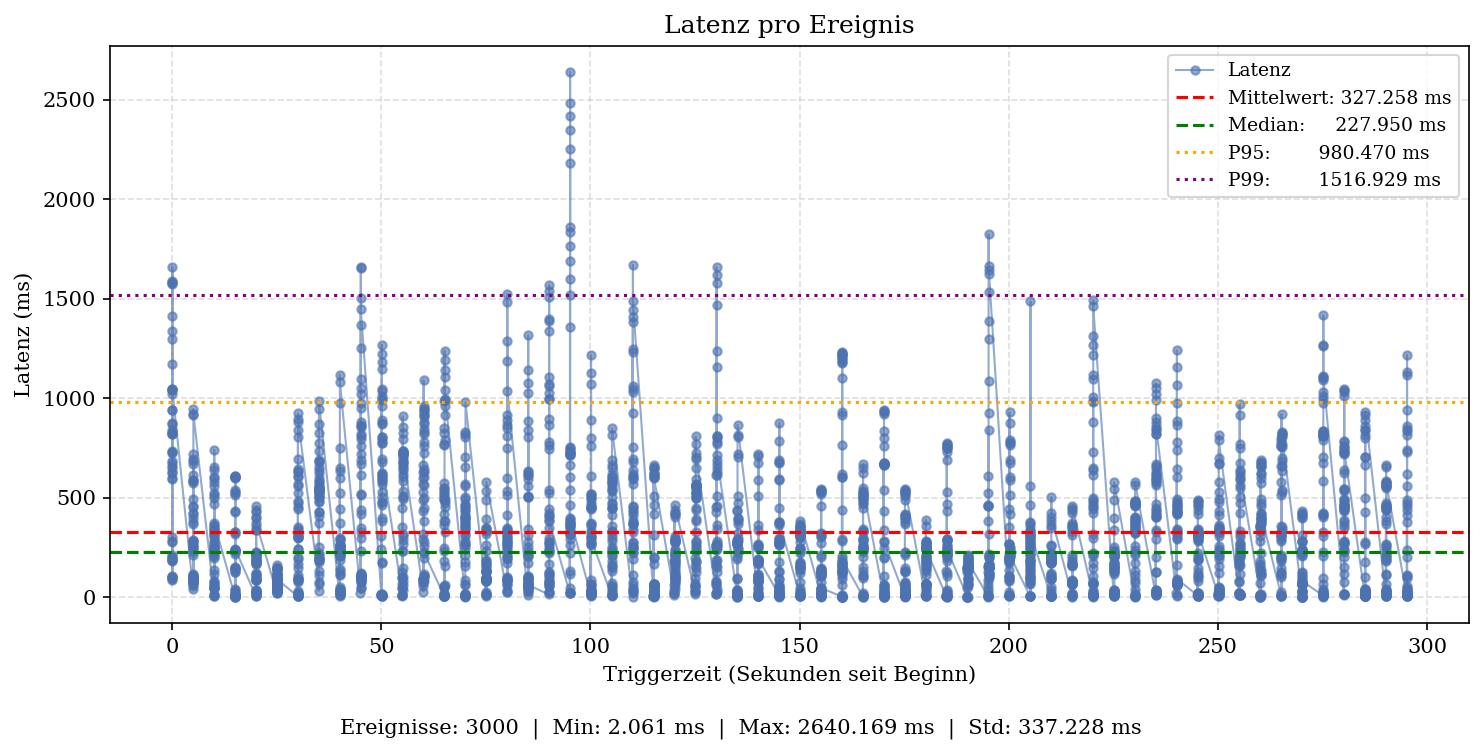 Latenz pro Ereignis
Latenz (ms)
2500
2000
1500
1000
500
0
Latenz
Mittelwert: 327.258 ms
Median: 227.950 ms
P95: 980.470 ms
P99: 1516.929 ms
0 50 100 150 200 250 300
Triggerzeit (Sekunden seit Beginn)
Ereignisse: 3000 | Min: 2.061 ms | Max: 2640.169 ms | Std: 337.228 ms